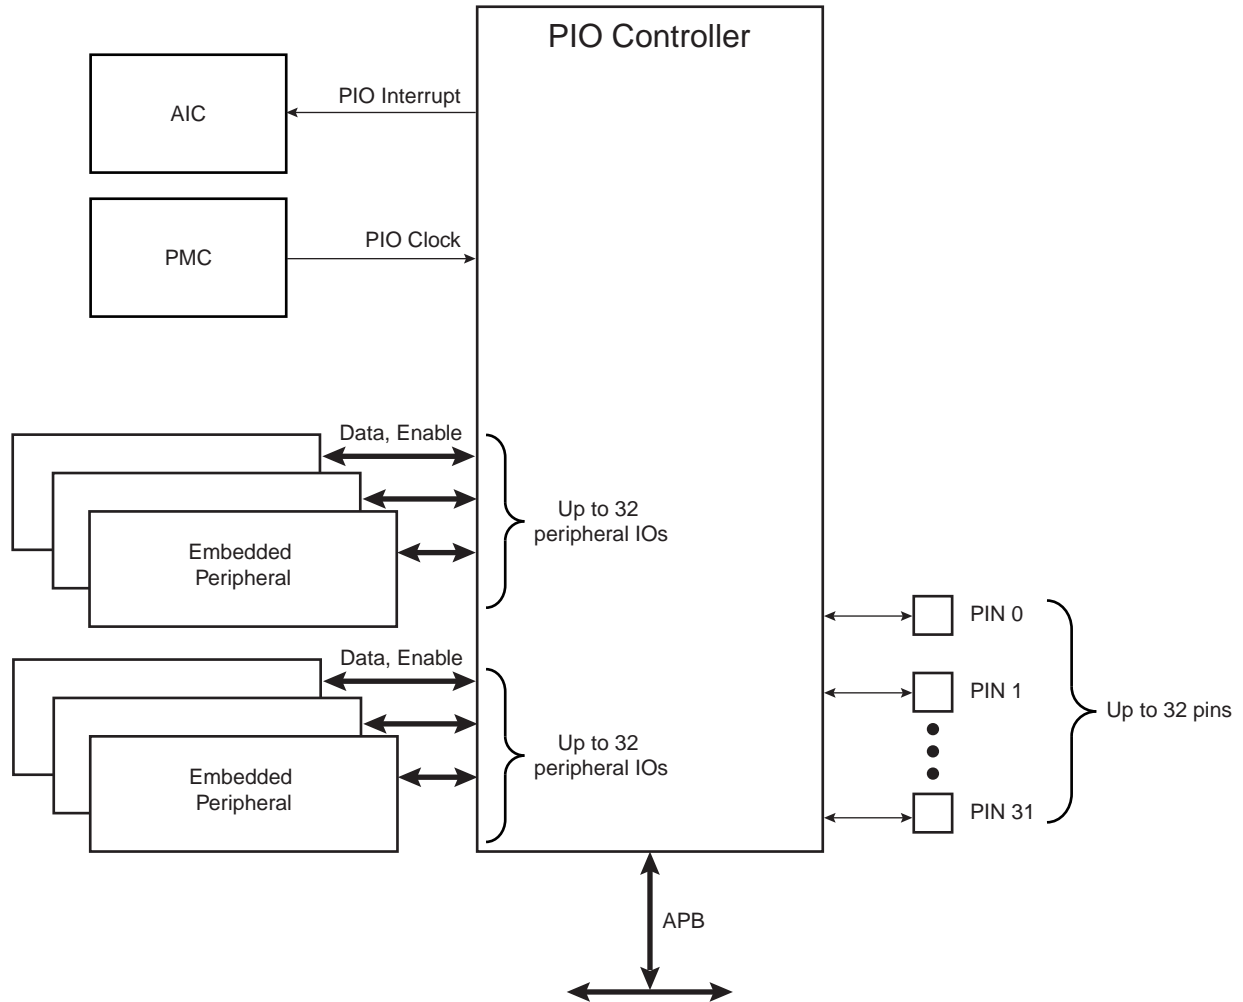 PIO Controller
AIC
PIO Interrupt
PMC
PIO Clock
Data, Enable
Up to 32
peripheral IOs
Embedded
Peripheral
PIN 0
Data, Enable
PIN 1
Up to 32 pins
Up to 32
peripheral IOs
Embedded
Peripheral
PIN 31
APB